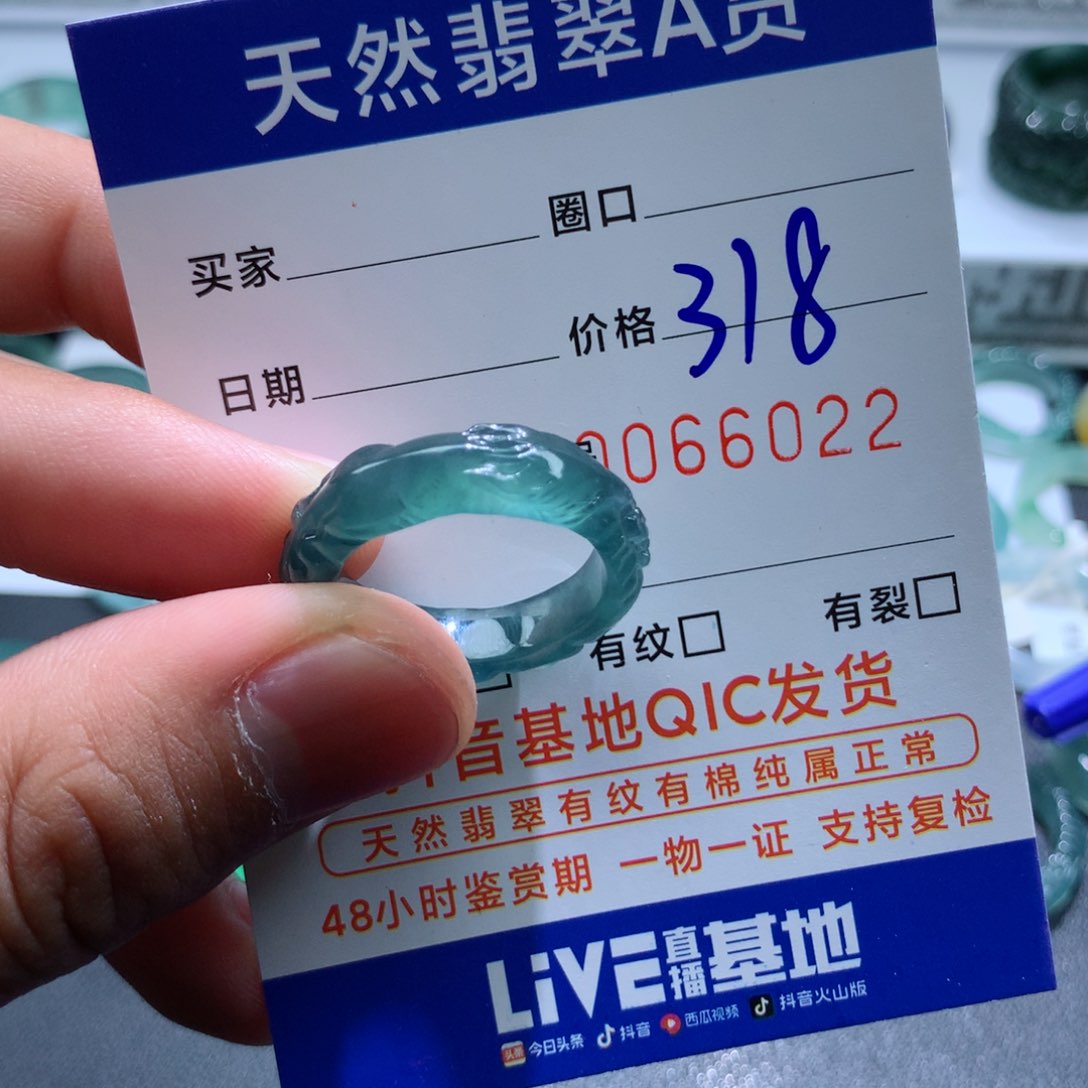 天然翡翠A货
买家 圈口
日期 价格 318
0066022
有纹 有裂
音基地QIC发货
天然翡翠有纹有棉纯属正常
48小时鉴赏期 一物一证 支持复检
LiVE直播基地
头条 今日头条 抖音 西瓜视频 抖音火山版